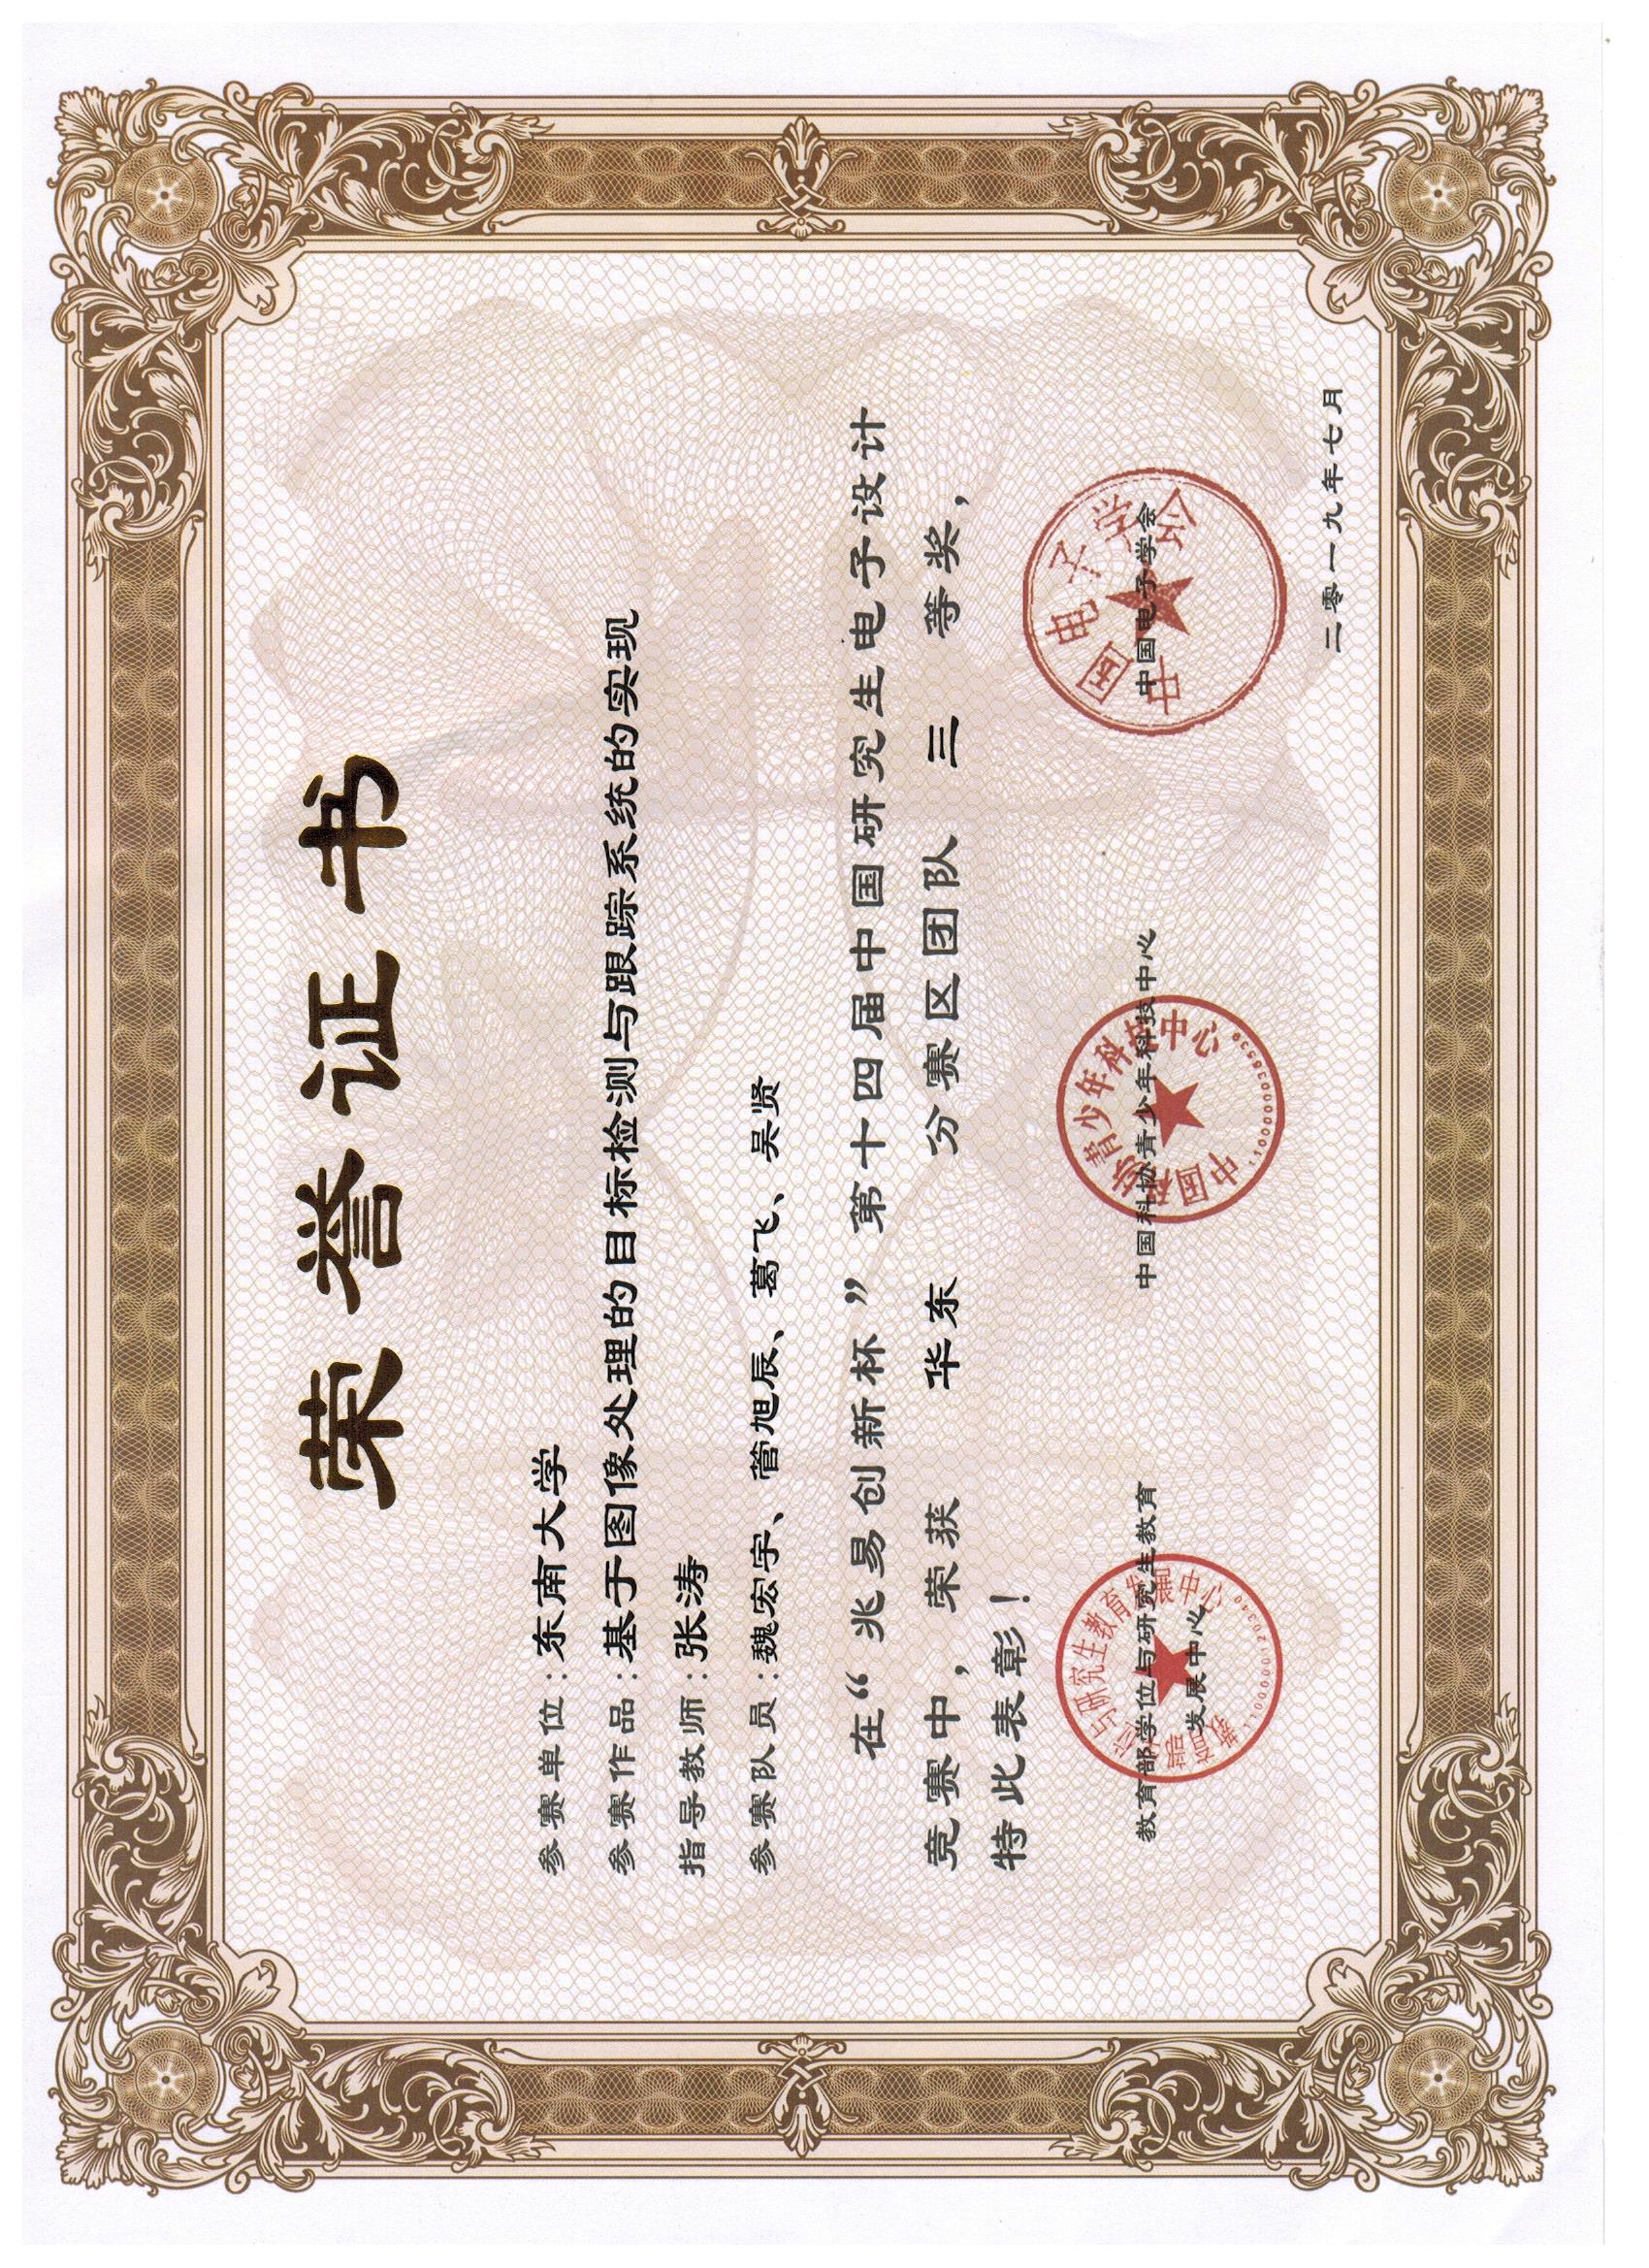 荣誉证书
参赛单位：东南大学
参赛作品：基于图像处理的目标检测与跟踪系统的实现
指导教师：张涛
参赛队员：魏宏宇、管旭辰、葛飞、吴贤
在“兆易创新杯”第十四届中国研究生电子设计
竞赛中，荣获 华东 分赛区团队 三 等奖，
特此表彰！
教育部学位与研究生教育
发展中心
教育部学位与研究生教育发展中心
1100000120340
中国科协青少年科技中心
中国科协青少年科技中心
1100000036539
中国电子学会
中国电子学会
二零一九年七月